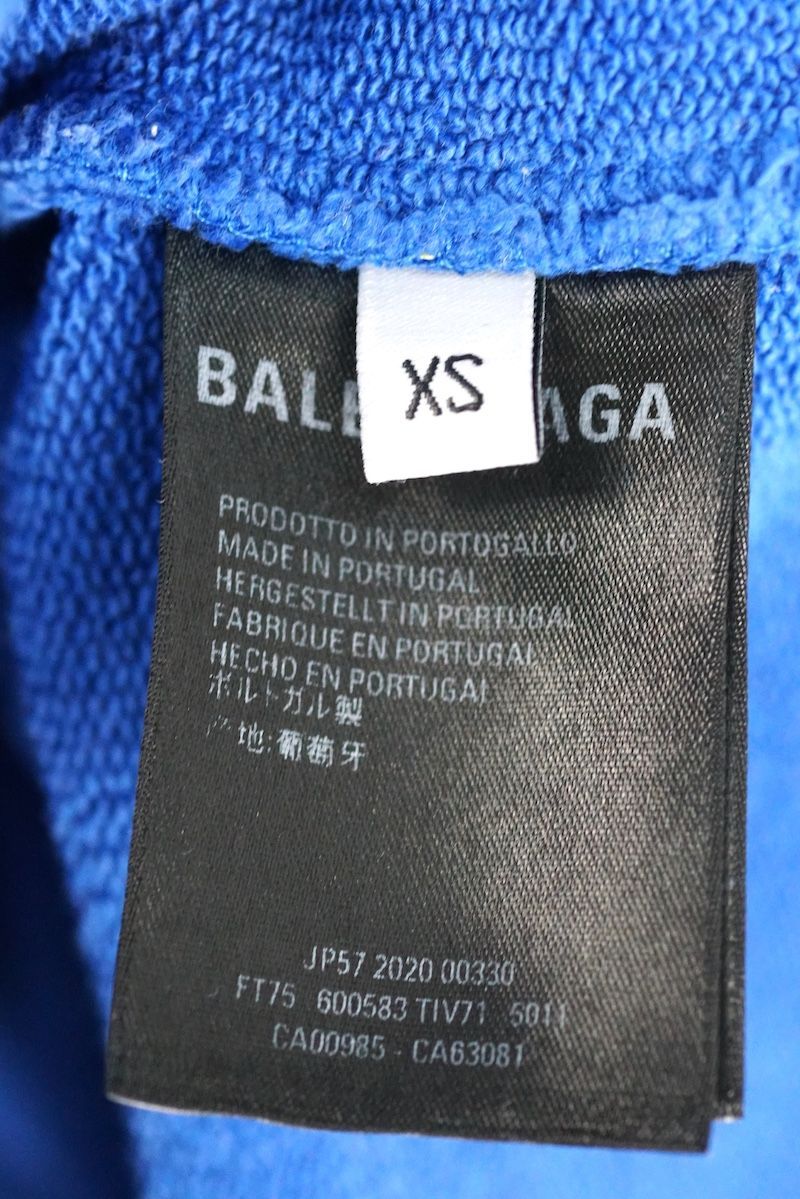 XS
BALE AGA
PRODOTTO IN PORTOGALLO
MADE IN PORTUGAL
HERGESTELLT IN PORTUGAL
FABRIQUE EN PORTUGAL
HECHO EN PORTUGAL
ポルトガル製
产地:葡萄牙
JP57 2020 00330
FT75 600583 TIV71 5011
CA00985 - CA63081